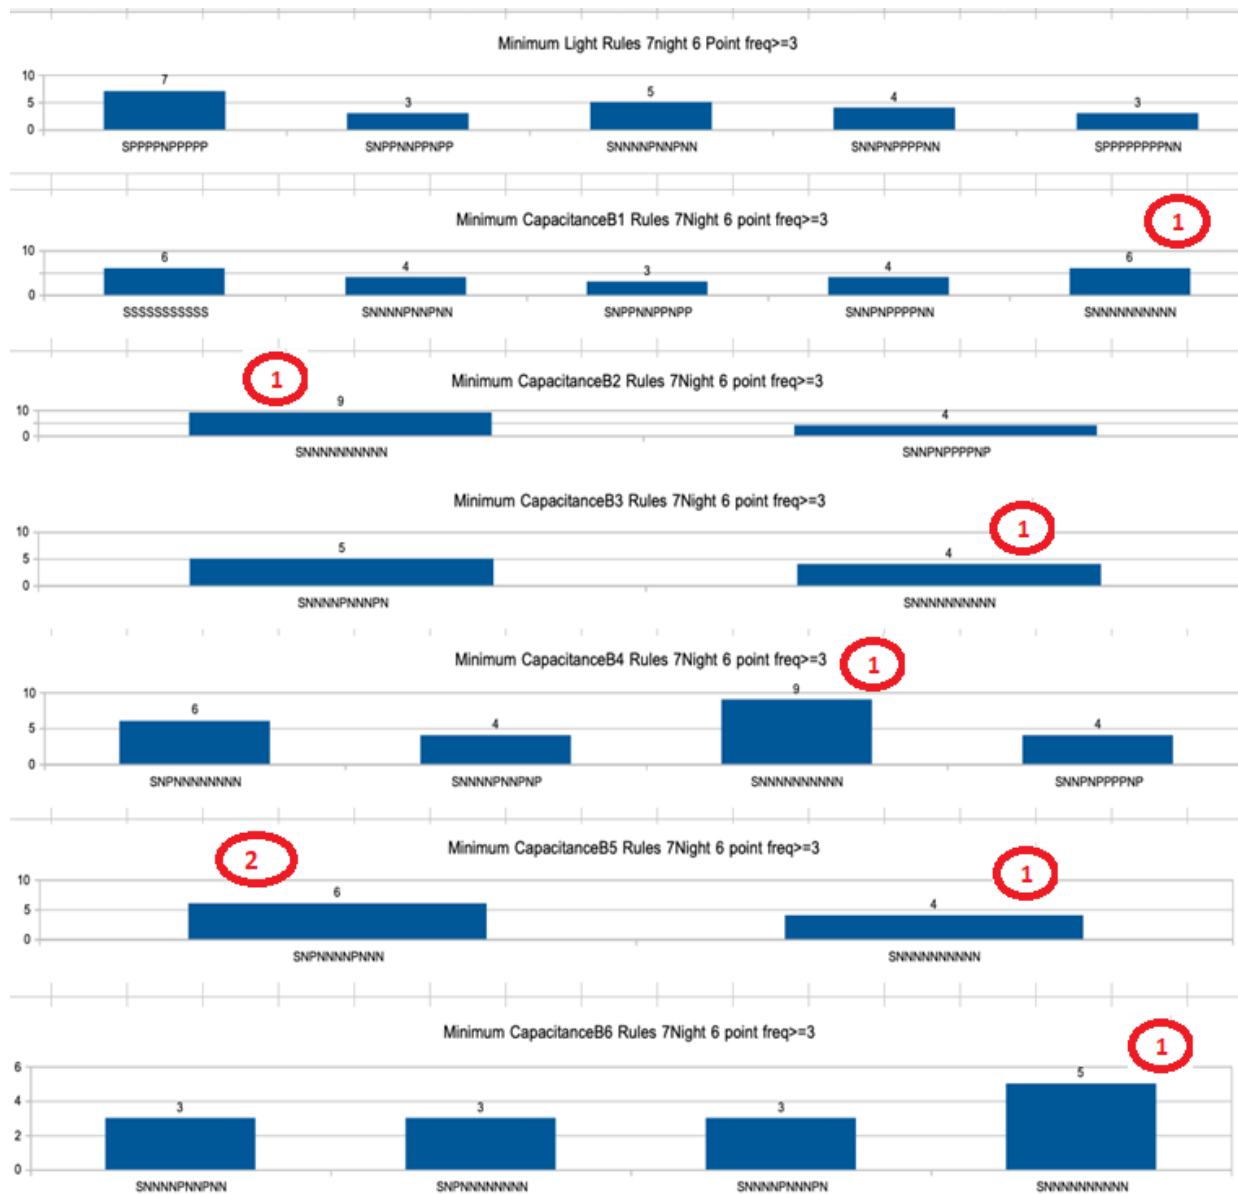 Minimum Light Rules 7night 6 Point freq>=3
10
7
5
3
5
4
3
0
SPPPPNPPPPP
SNPPNNPPNPP
SNNNNPNNPNN
SNNPNPPPPNN
SPPPPPPPPNN
Minimum CapacitanceB1 Rules 7Night 6 point freq>=3
1
10
6
4
3
4
6
0
SSSSSSSSSSS
SNNNNPNNPNN
SNPPNNPPNPP
SNNPNPPPPNN
SNNNNNNNNNN
1
Minimum CapacitanceB2 Rules 7Night 6 point freq>=3
10
9
4
0
SNNNNNNNNNN
SNNPNPPPPNP
Minimum CapacitanceB3 Rules 7Night 6 point freq>=3
1
10
5
5
4
0
SNNNNPNNNPN
SNNNNNNNNNN
Minimum CapacitanceB4 Rules 7Night 6 point freq>=3
1
10
6
4
9
4
5
0
SNPNNNNNNNN
SNNNNPNNPNP
SNNNNNNNNNN
SNNPNPPPPNP
Minimum CapacitanceB5 Rules 7Night 6 point freq>=3
2
1
10
6
4
5
0
SNPNNNNPNNN
SNNNNNNNNNN
Minimum CapacitanceB6 Rules 7Night 6 point freq>=3
1
6
5
4
3
3
3
2
0
SNNNNPNNPNN
SNPNNNNNNNN
SNNNNPNNNPN
SNNNNNNNNNN